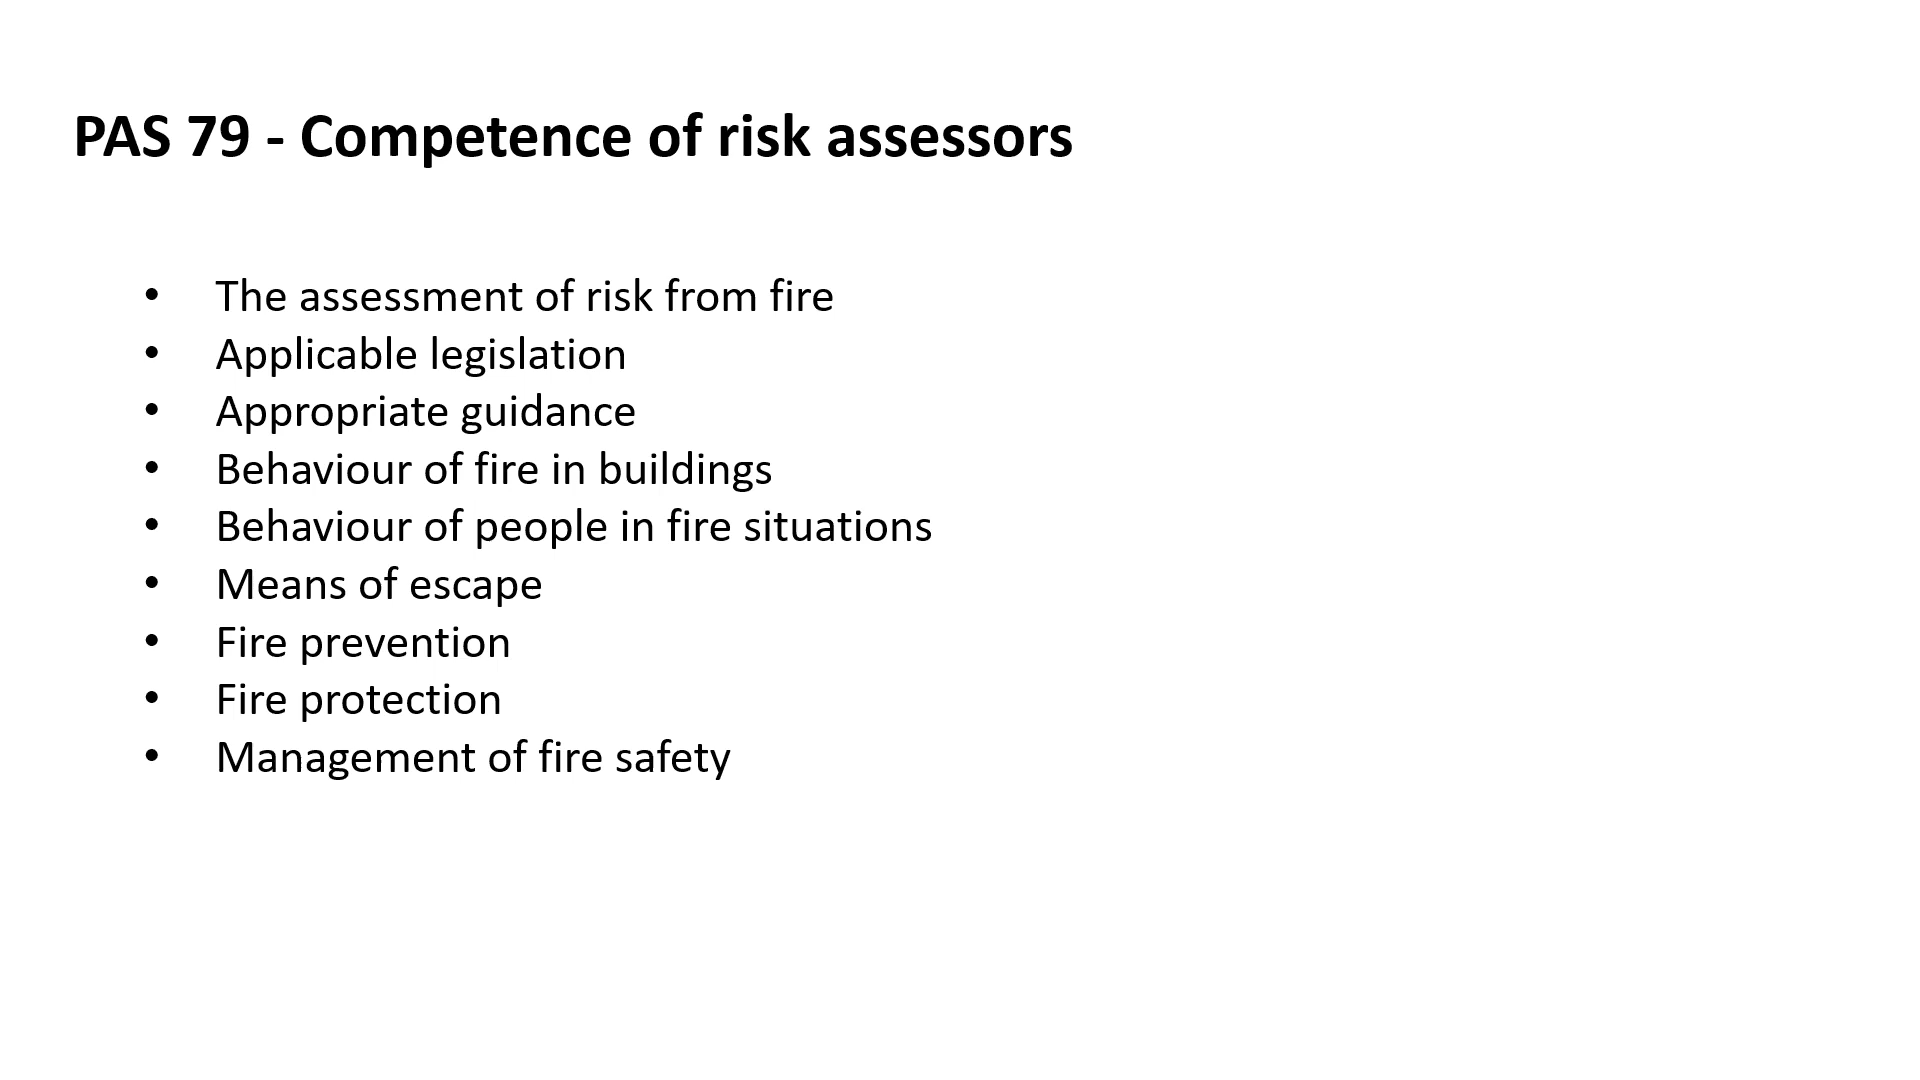 PAS 79 - Competence of risk assessors
• The assessment of risk from fire
• Applicable legislation
• Appropriate guidance
• Behaviour of fire in buildings
• Behaviour of people in fire situations
• Means of escape
• Fire prevention
• Fire protection
• Management of fire safety